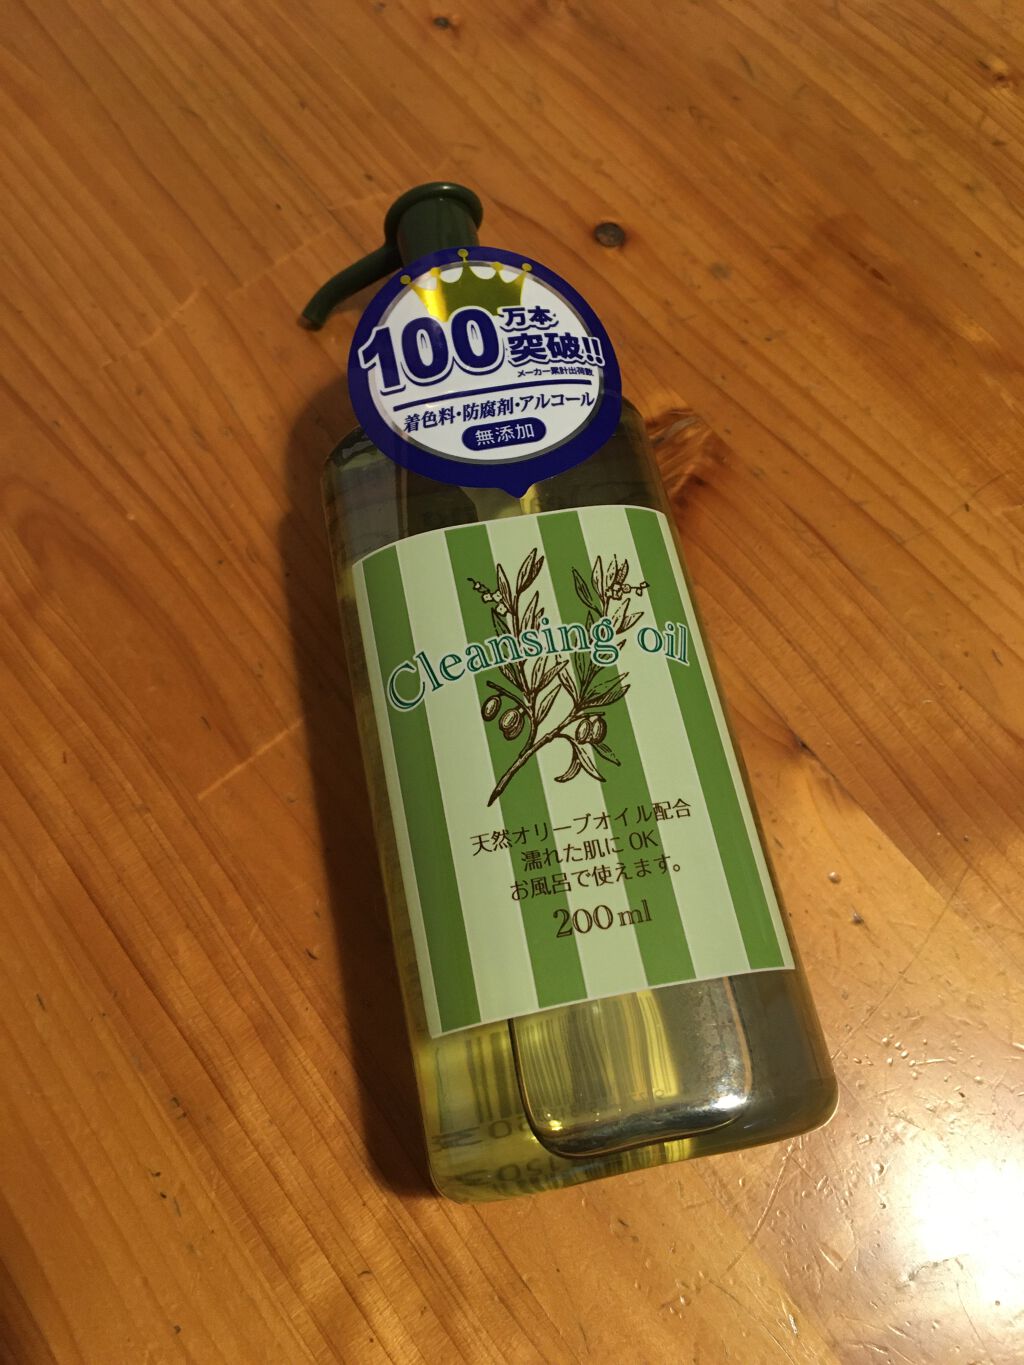 100万本
突破!!
メーカー累計出荷数
着色料・防腐剤・アルコール
無添加
Cleansing oil
天然オリーブオイル配合
濡れた肌にOK
お風呂で使えます。
200ml